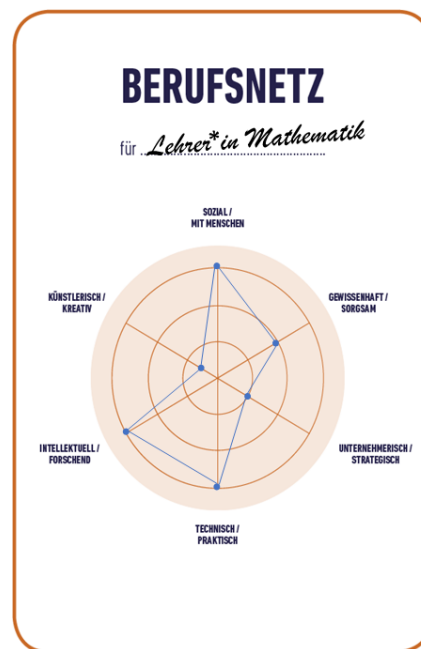 BERUFSNETZ
für Lehrer*in Mathematik
SOZIAL /
MIT MENSCHEN
KÜNSTLERISCH /
KREATIV
GEWISSENHAFT /
SORGSAM
INTELLEKTUELL /
FORSCHEND
UNTERNEHMERISCH /
STRATEGISCH
TECHNISCH /
PRAKTISCH